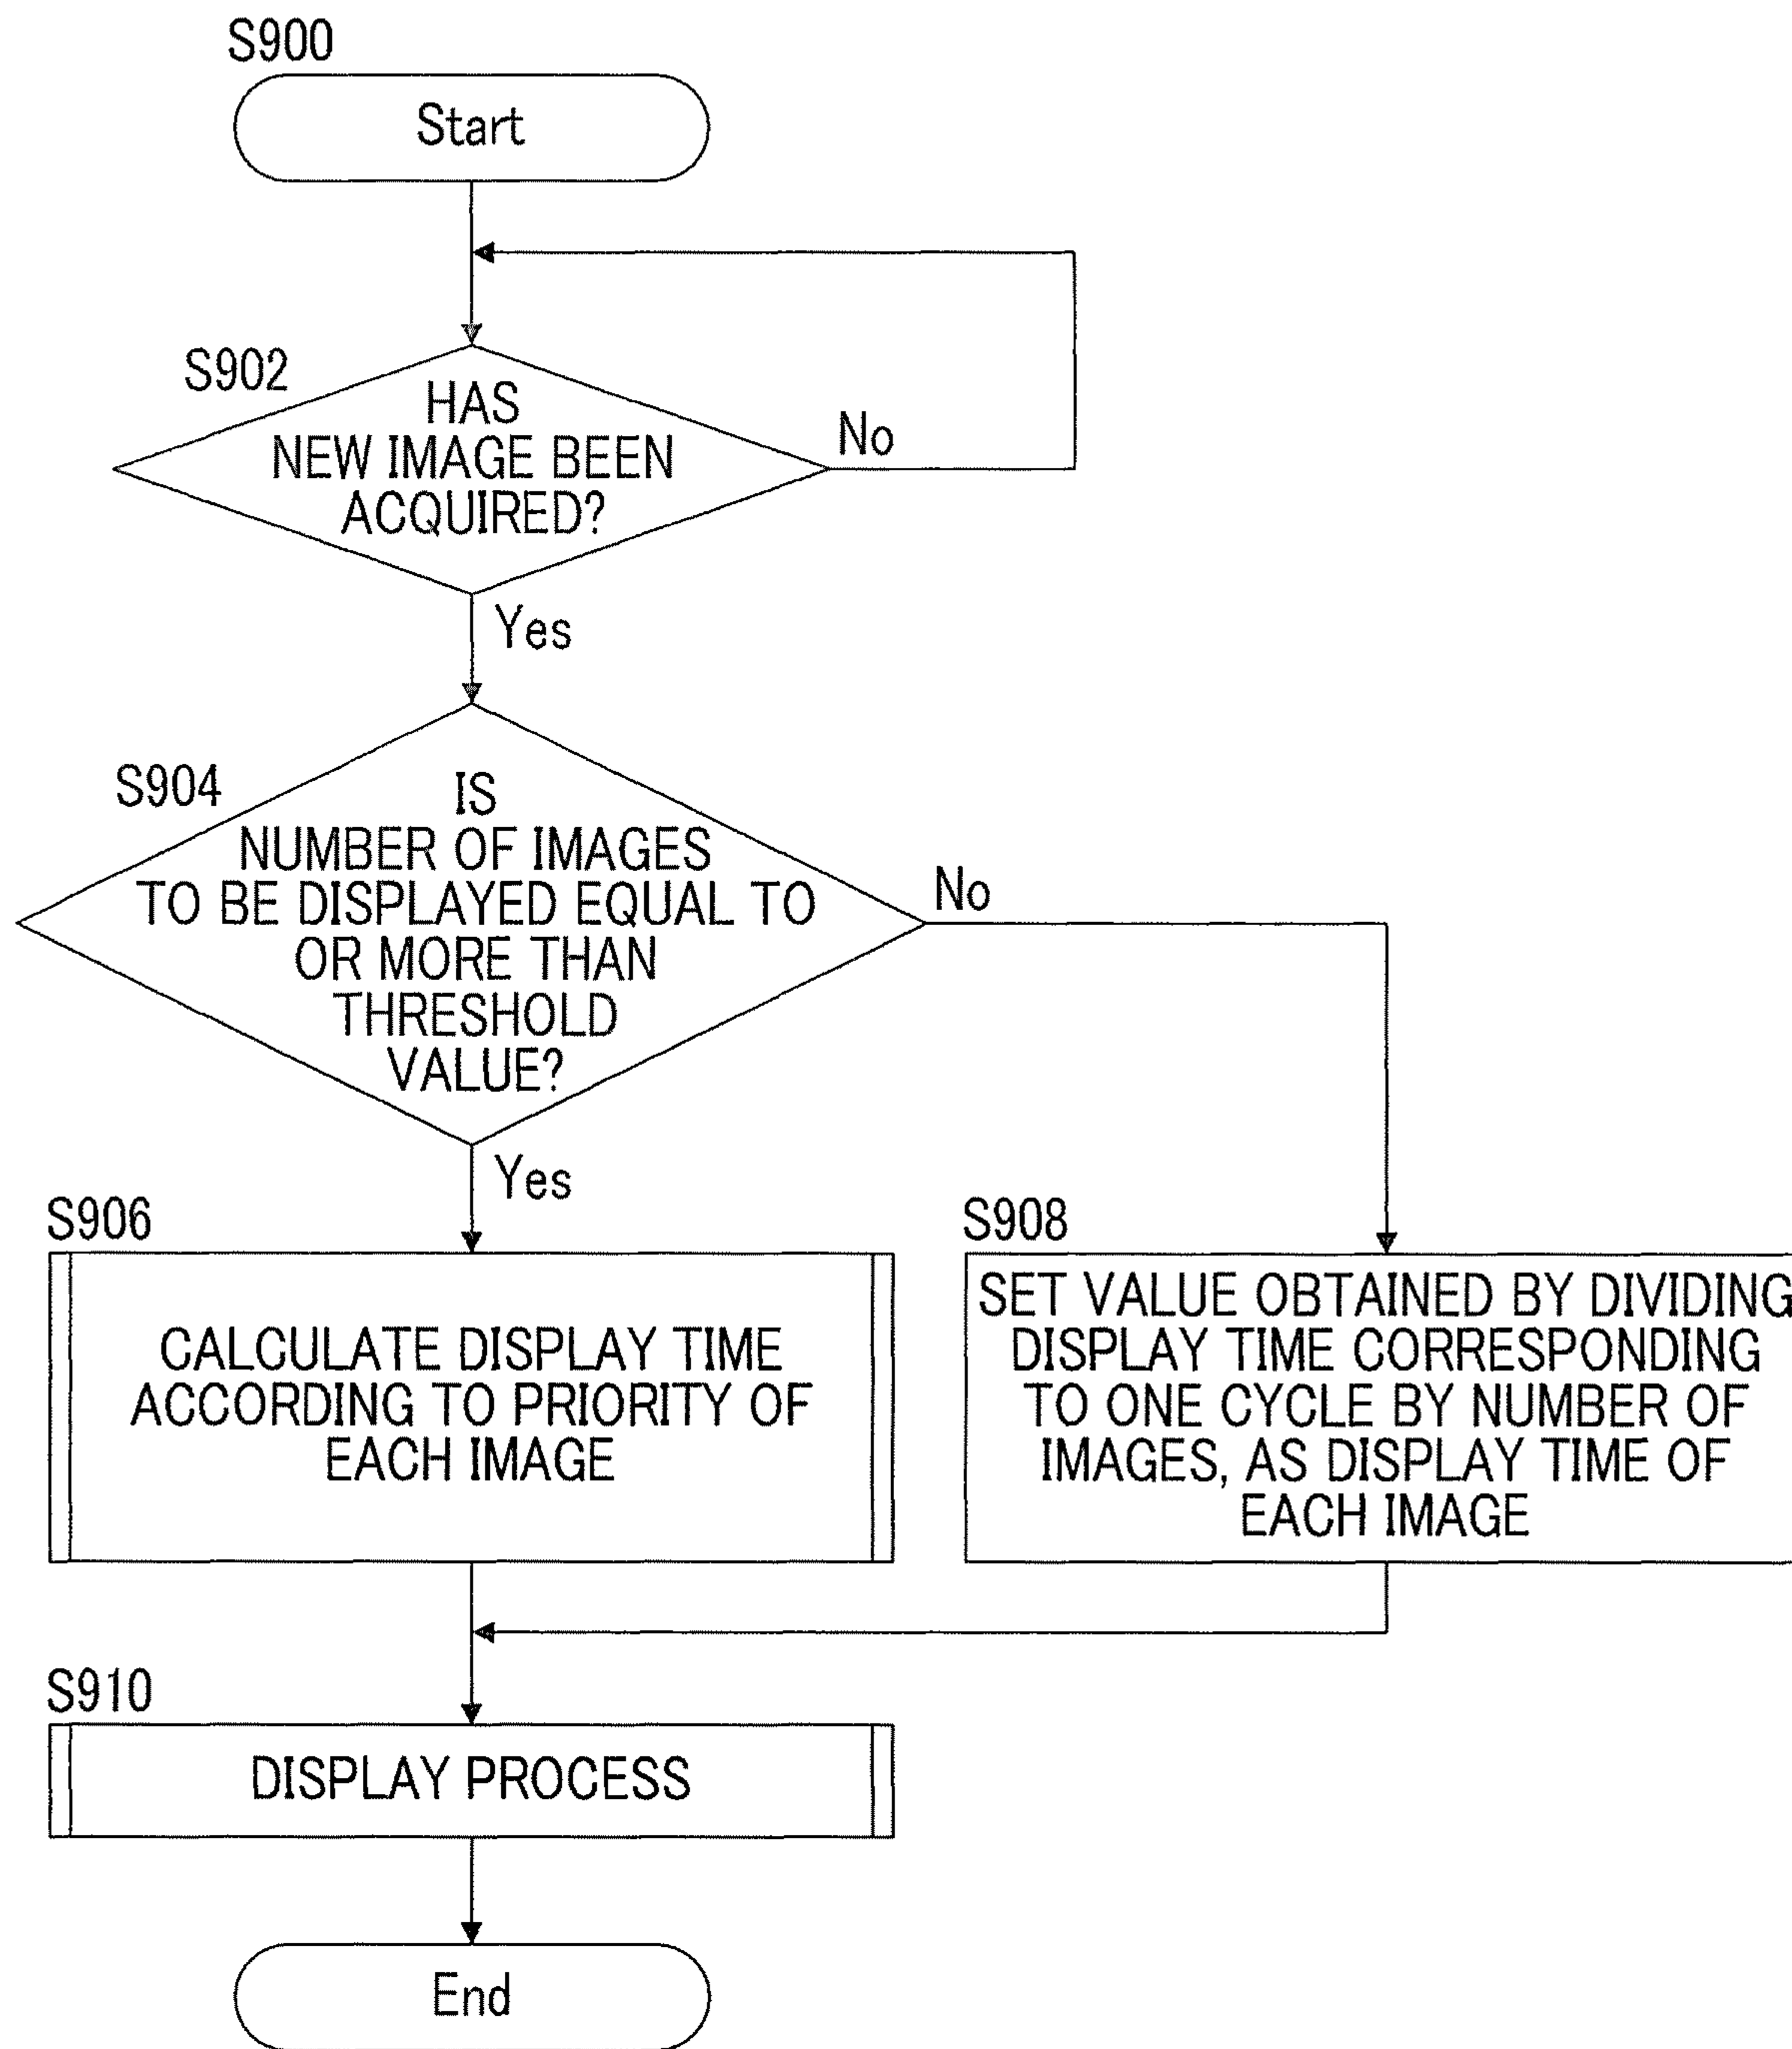 S900
Start
S902
HAS
NEW IMAGE BEEN
ACQUIRED?
No
Yes
S904
IS
NUMBER OF IMAGES
TO BE DISPLAYED EQUAL TO
OR MORE THAN
THRESHOLD
VALUE?
No
Yes
S906
CALCULATE DISPLAY TIME
ACCORDING TO PRIORITY OF
EACH IMAGE
S908
SET VALUE OBTAINED BY DIVIDING
DISPLAY TIME CORRESPONDING
TO ONE CYCLE BY NUMBER OF
IMAGES, AS DISPLAY TIME OF
EACH IMAGE
S910
DISPLAY PROCESS
End